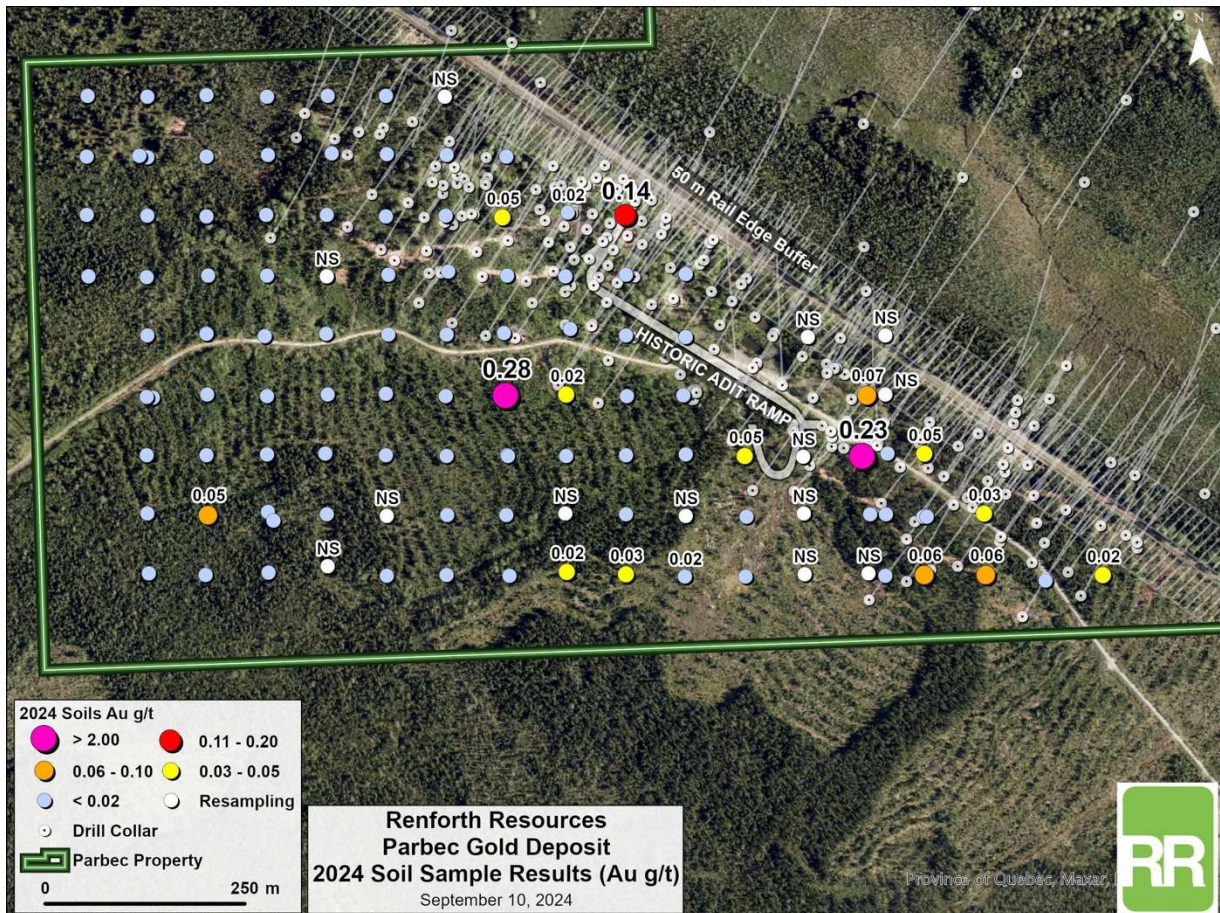 NS
0.05
0.02
0.14
50 m Rail Edge Buffer
NS
NS
NS
HISTORIC ADIT RAMP
0.28
0.02
0.07
NS
0.05
NS
0.23
0.05
0.05
NS
NS
NS
NS
0.03
NS
0.02
0.03
0.02
NS
NS
0.06
0.06
0.02
2024 Soils Au g/t
> 2.00
0.11 - 0.20
0.06 - 0.10
0.03 - 0.05
< 0.02
Resampling
Drill Collar
Parbec Property
0
250 m
Renforth Resources
Parbec Gold Deposit
2024 Soil Sample Results (Au g/t)
September 10, 2024
Province of Quebec, Maxar,
RR
N